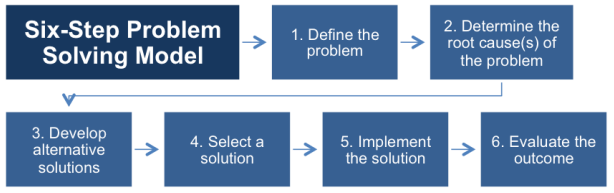 Six-Step Problem
Solving Model
1. Define the
problem
2. Determine the
root cause(s) of
the problem
3. Develop
alternative
solutions
4. Select a
solution
5. Implement
the solution
6. Evaluate the
outcome